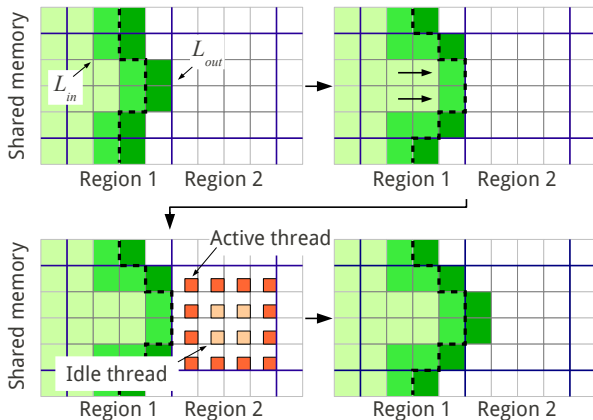 Shared memory
L_in
L_out
Region 1
Region 2
Region 1
Region 2
Shared memory
Active thread
Idle thread
Region 1
Region 2
Region 1
Region 2